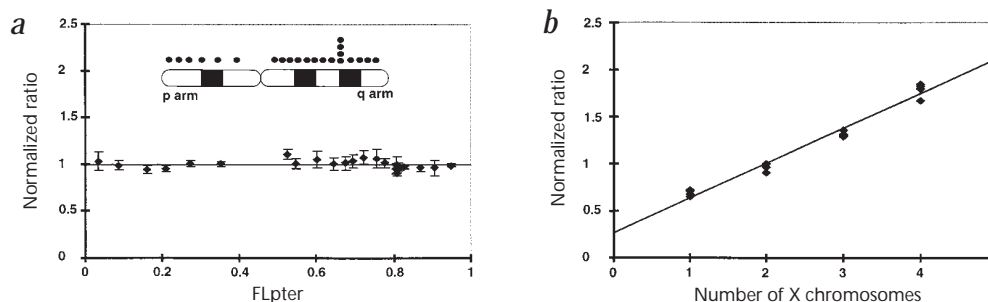 a
Normalized ratio
2.5
2
1.5
1
0.5
0
p arm
q arm
0 0.2 0.4 0.6 0.8 1
FLpter
b
Normalized ratio
2.5
2
1.5
1
0.5
0
0 1 2 3 4
Number of X chromosomes